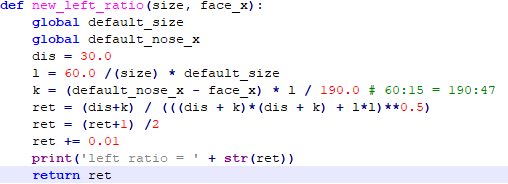 def new_left_ratio(size, face_x):
    global default_size
    global default_nose_x
    dis = 30.0
    l = 60.0 /(size) * default_size
    k = (default_nose_x - face_x) * l / 190.0 # 60:15 = 190:47
    ret = (dis+k) / (((dis + k)*(dis + k) + l*l)**0.5)
    ret = (ret+1) /2
    ret += 0.01
    print('left ratio = ' + str(ret))
    return ret